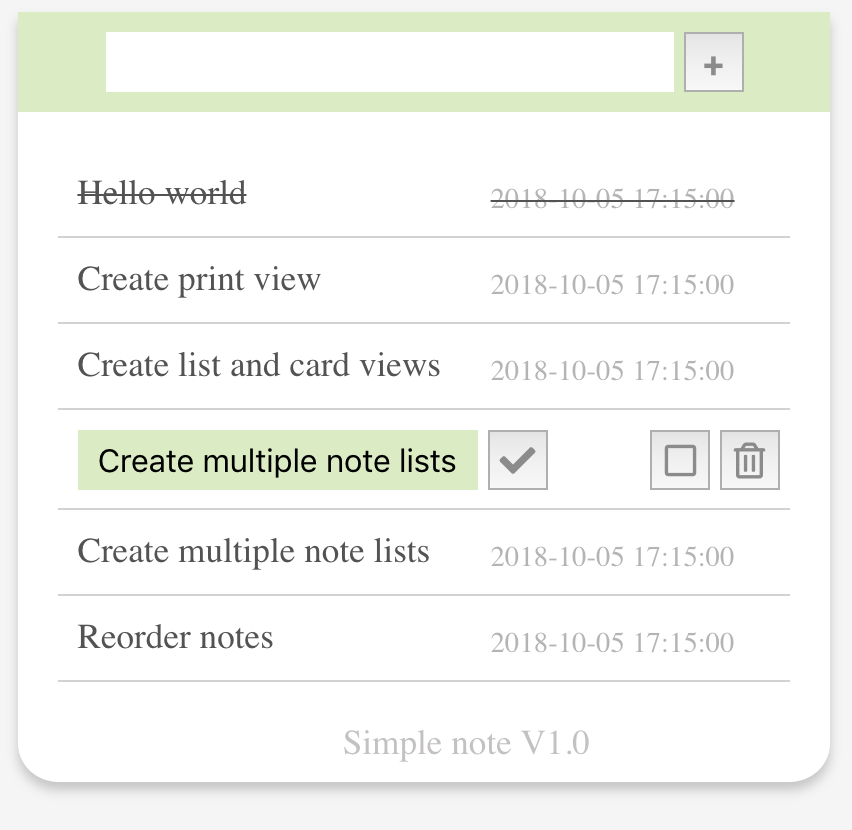 +
Hello world 2018-10-05 17:15:00
Create print view 2018-10-05 17:15:00
Create list and card views 2018-10-05 17:15:00
Create multiple note lists
Create multiple note lists 2018-10-05 17:15:00
Reorder notes 2018-10-05 17:15:00
Simple note V1.0